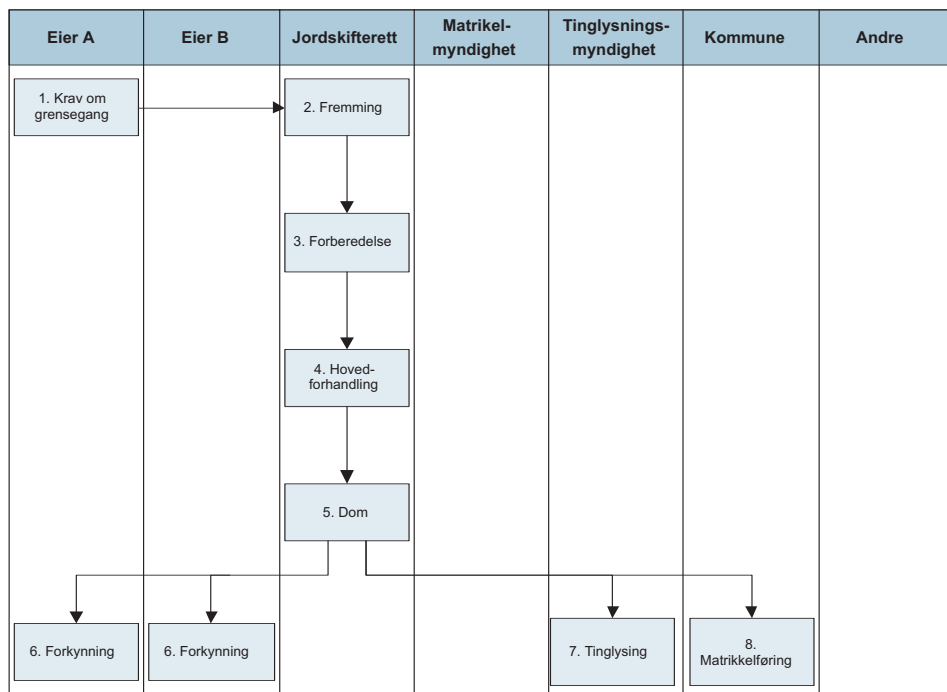 Eier A
Eier B
Jordskifterett
Matrikel-
myndighet
Tinglysnings-
myndighet
Kommune
Andre
1. Krav om
grensegang
2. Fremming
3. Forberedelse
4. Hoved-
forhandling
5. Dom
6. Forkynning
6. Forkynning
7. Tinglysing
8.
Matrikkelføring